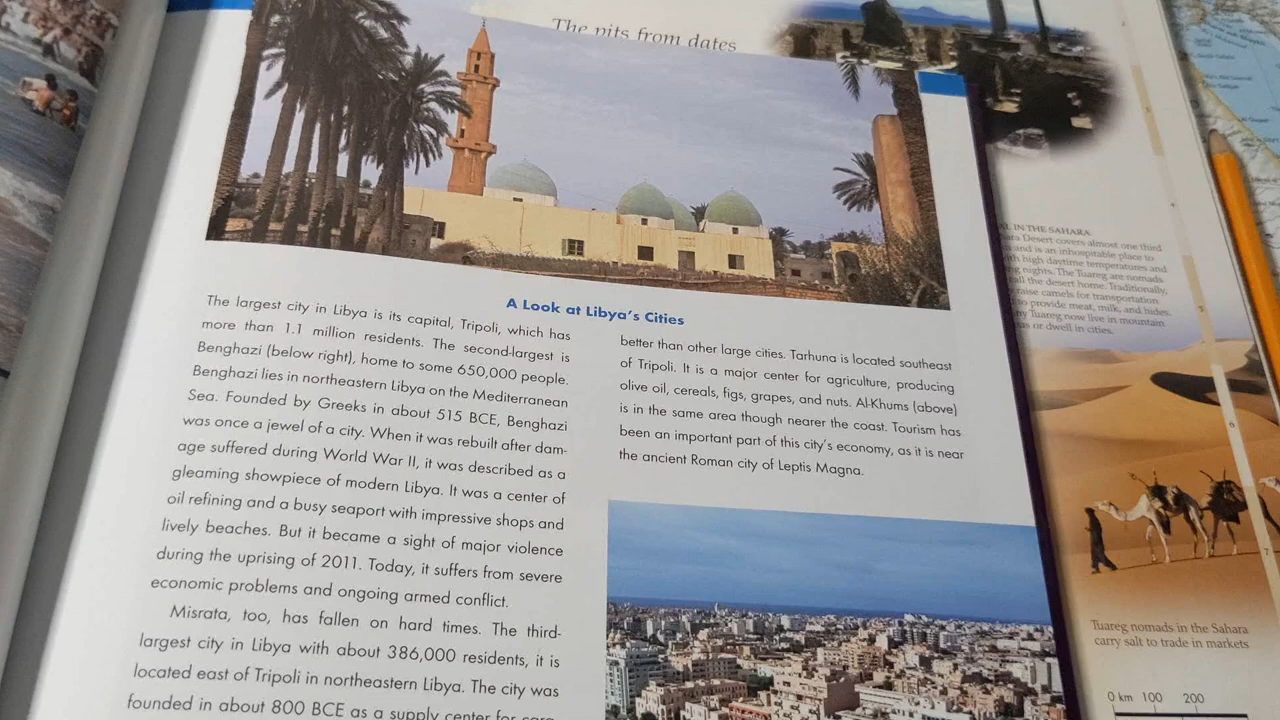 The pits from dates
A Look at Libya's Cities
The largest city in Libya is its capital, Tripoli, which has
more than 1.1 million residents. The second-largest is
Benghazi (below right), home to some 650,000 people.
Benghazi lies in northeastern Libya on the Mediterranean
Sea. Founded by Greeks in about 515 BCE, Benghazi
was once a jewel of a city. When it was rebuilt after dam-
age suffered during World War II, it was described as a
gleaming showpiece of modern Libya. It was a center of
oil refining and a busy seaport with impressive shops and
lively beaches. But it became a sight of major violence
during the uprising of 2011. Today, it suffers from severe
economic problems and ongoing armed conflict.
Misrata, too, has fallen on hard times. The third-
largest city in Libya with about 386,000 residents, it is
located east of Tripoli in northeastern Libya. The city was
founded in about 800 BCE as a supply center for
better than other large cities. Tarhuna is located southeast
of Tripoli. It is a major center for agriculture, producing
olive oil, cereals, figs, grapes, and nuts. Al-Khums (above)
is in the same area though nearer the coast. Tourism has
been an important part of this city's economy, as it is near
the ancient Roman city of Leptis Magna.
IN THE SAHARA
Desert covers almost one third
and is an inhospitable place to
high daytime temperatures and
nights. The Tuareg are nomads
call the desert home. Traditionally,
raise camels for transportation
to provide meat, milk, and hides.
Tuareg now live in mountain
or dwell in cities.
Tuareg nomads in the Sahara
carry salt to trade in markets
0 km 100 200
5
6
7